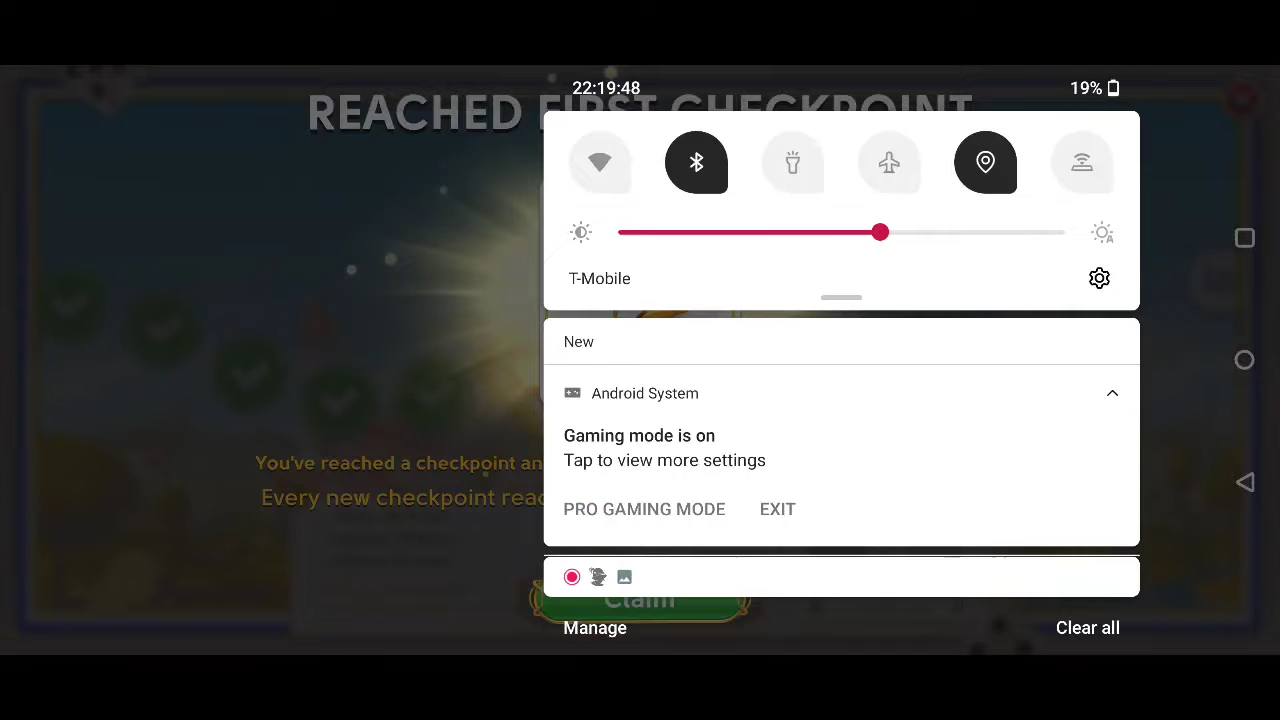 22:19:48 19%
REACHED FIRST CHECKPOINT
T-Mobile
New
Android System
Gaming mode is on
Tap to view more settings
You've reached a checkpoint an
Every new checkpoint read
PRO GAMING MODE EXIT
Claim
Manage Clear all